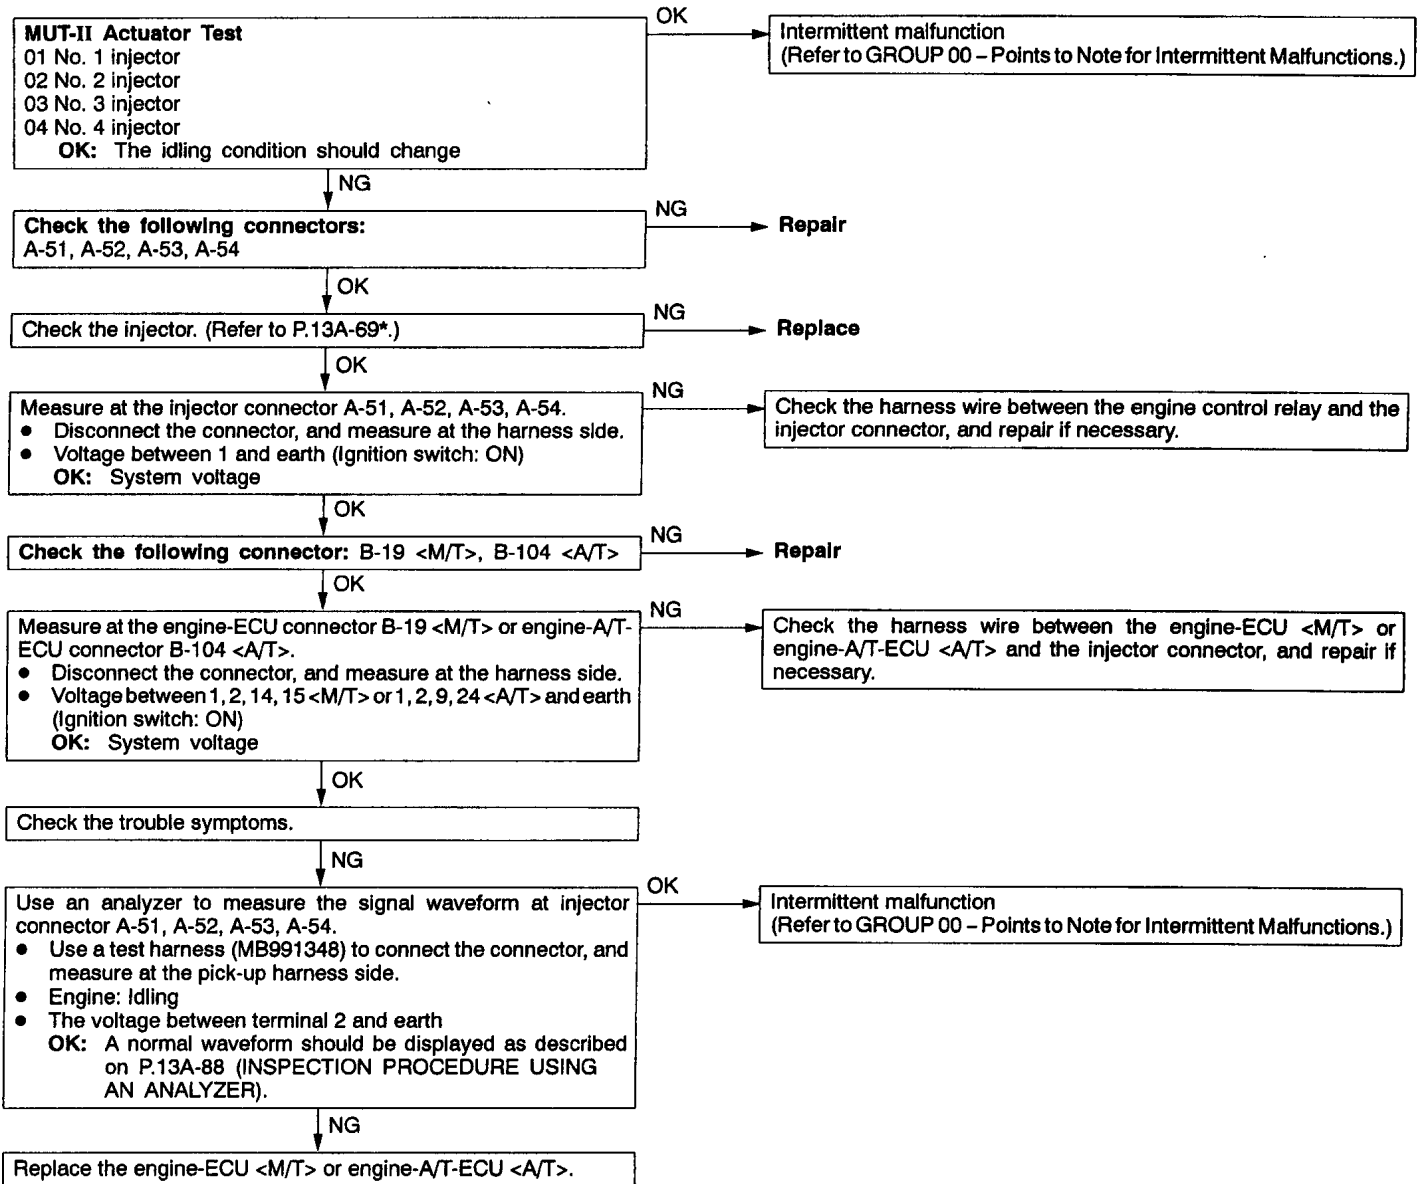 MUT-II Actuator Test
01 No. 1 injector
02 No. 2 injector
03 No. 3 injector
04 No. 4 injector
OK: The idling condition should change
OK
Intermittent malfunction
(Refer to GROUP 00 – Points to Note for Intermittent Malfunctions.)
NG
Check the following connectors:
A-51, A-52, A-53, A-54
NG
Repair
OK
Check the injector. (Refer to P.13A-69*.)
NG
Replace
OK
Measure at the injector connector A-51, A-52, A-53, A-54.
● Disconnect the connector, and measure at the harness side.
● Voltage between 1 and earth (Ignition switch: ON)
OK: System voltage
NG
Check the harness wire between the engine control relay and the
injector connector, and repair if necessary.
OK
Check the following connector: B-19 <M/T>, B-104 <A/T>
NG
Repair
OK
Measure at the engine-ECU connector B-19 <M/T> or engine-A/T-
ECU connector B-104 <A/T>.
● Disconnect the connector, and measure at the harness side.
● Voltage between 1, 2, 14, 15 <M/T> or 1, 2, 9, 24 <A/T> and earth
(Ignition switch: ON)
OK: System voltage
NG
Check the harness wire between the engine-ECU <M/T> or
engine-A/T-ECU <A/T> and the injector connector, and repair if
necessary.
OK
Check the trouble symptoms.
NG
Use an analyzer to measure the signal waveform at injector
connector A-51, A-52, A-53, A-54.
● Use a test harness (MB991348) to connect the connector, and
measure at the pick-up harness side.
● Engine: Idling
● The voltage between terminal 2 and earth
OK: A normal waveform should be displayed as described
on P.13A-88 (INSPECTION PROCEDURE USING
AN ANALYZER).
OK
Intermittent malfunction
(Refer to GROUP 00 – Points to Note for Intermittent Malfunctions.)
NG
Replace the engine-ECU <M/T> or engine-A/T-ECU <A/T>.